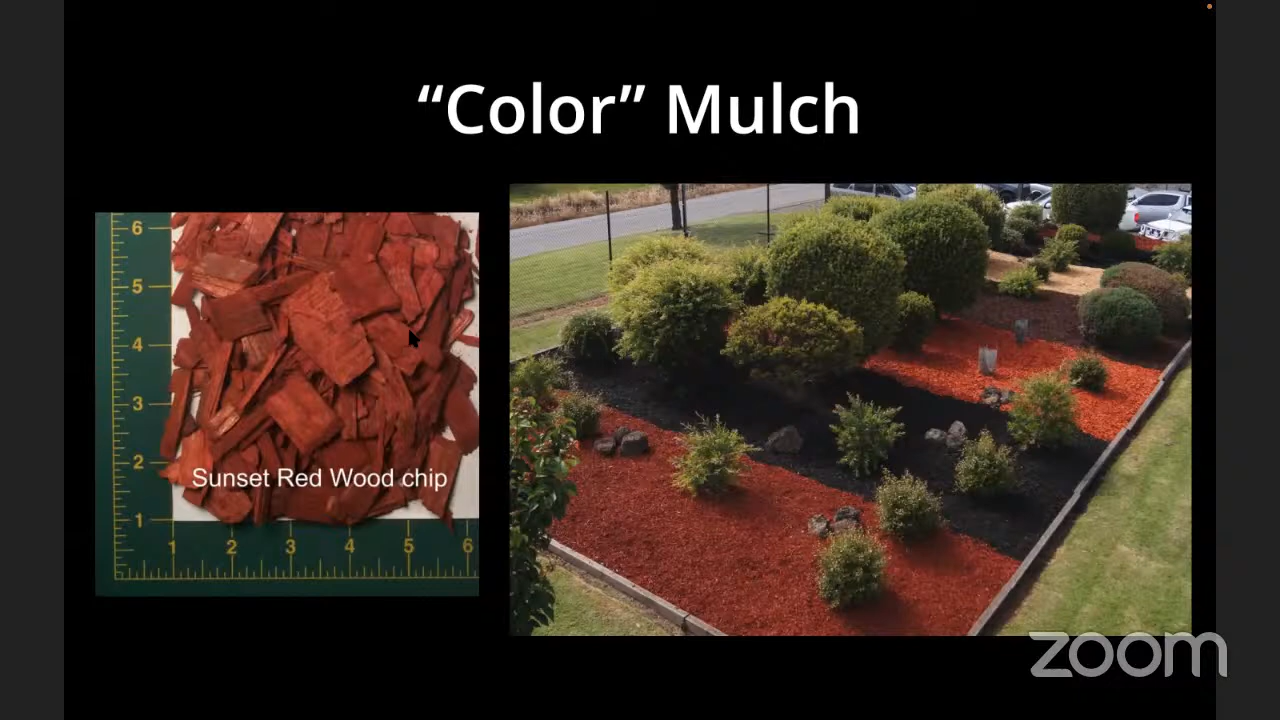 “Color” Mulch
6
5
4
3
2
1
Sunset Red Wood chip
1 2 3 4 5 6
zoom